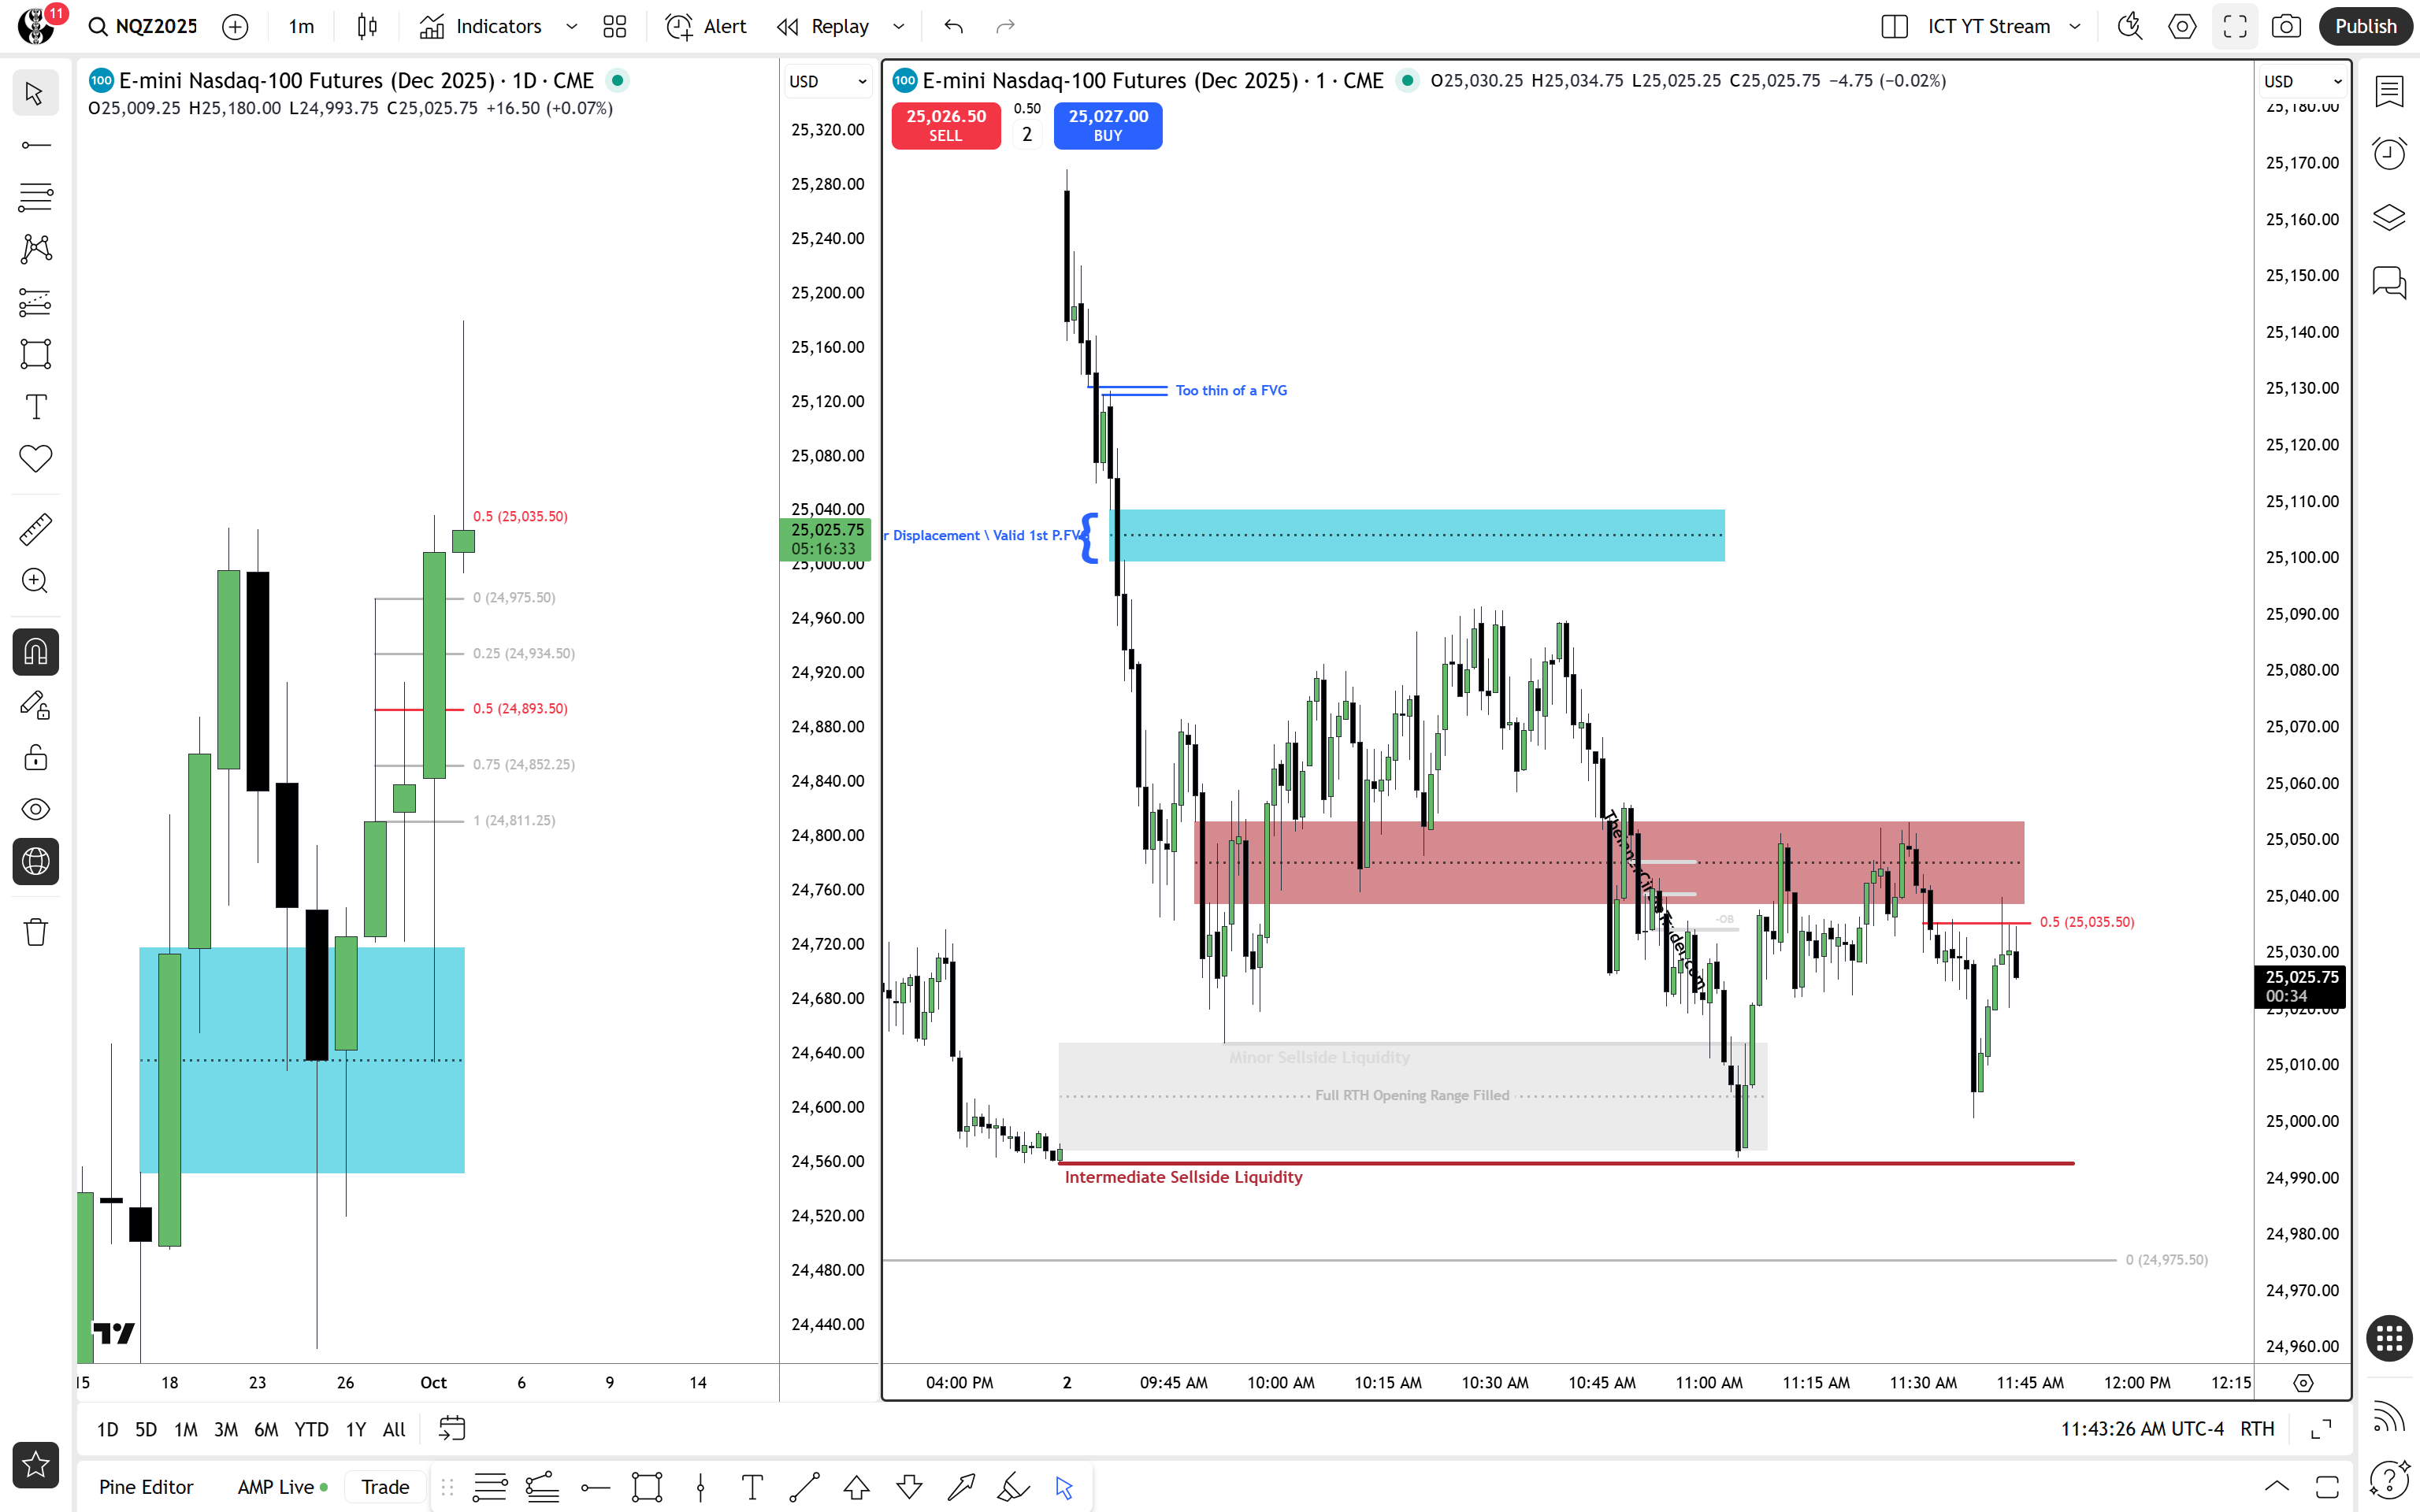 11
NQZ2025
1m
Indicators
Alert
Replay
ICT YT Stream
Publish
100 E-mini Nasdaq-100 Futures (Dec 2025) · 1D · CME
O25,009.25 H25,180.00 L24,993.75 C25,025.75 +16.50 (+0.07%)
USD
25,320.00
25,280.00
25,240.00
25,200.00
25,160.00
25,120.00
25,080.00
25,040.00
25,025.75
05:16:33
25,000.00
24,960.00
24,920.00
24,880.00
24,840.00
24,800.00
24,760.00
24,720.00
24,680.00
24,640.00
24,600.00
24,560.00
24,520.00
24,480.00
24,440.00
0.5 (25,035.50)
0 (24,975.50)
0.25 (24,934.50)
0.5 (24,893.50)
0.75 (24,852.25)
1 (24,811.25)
15 18 23 26 Oct 6 9 14
100 E-mini Nasdaq-100 Futures (Dec 2025) · 1 · CME
O25,030.25 H25,034.75 L25,025.25 C25,025.75 −4.75 (−0.02%)
25,026.50
SELL
0.50
2
25,027.00
BUY
USD
25,180.00
25,170.00
25,160.00
25,150.00
25,140.00
25,130.00
25,120.00
25,110.00
25,100.00
25,090.00
25,080.00
25,070.00
25,060.00
25,050.00
25,040.00
25,030.00
25,025.75
00:34
25,020.00
25,010.00
25,000.00
24,990.00
24,980.00
24,970.00
24,960.00
Too thin of a FVG
r Displacement \ Valid 1st P.FV
-OB
0.5 (25,035.50)
Minor Sellside Liquidity
Full RTH Opening Range Filled
Intermediate Sellside Liquidity
0 (24,975.50)
04:00 PM 2 09:45 AM 10:00 AM 10:15 AM 10:30 AM 10:45 AM 11:00 AM 11:15 AM 11:30 AM 11:45 AM 12:00 PM 12:15
1D 5D 1M 3M 6M YTD 1Y All
11:43:26 AM UTC-4 RTH
Pine Editor
AMP Live
Trade